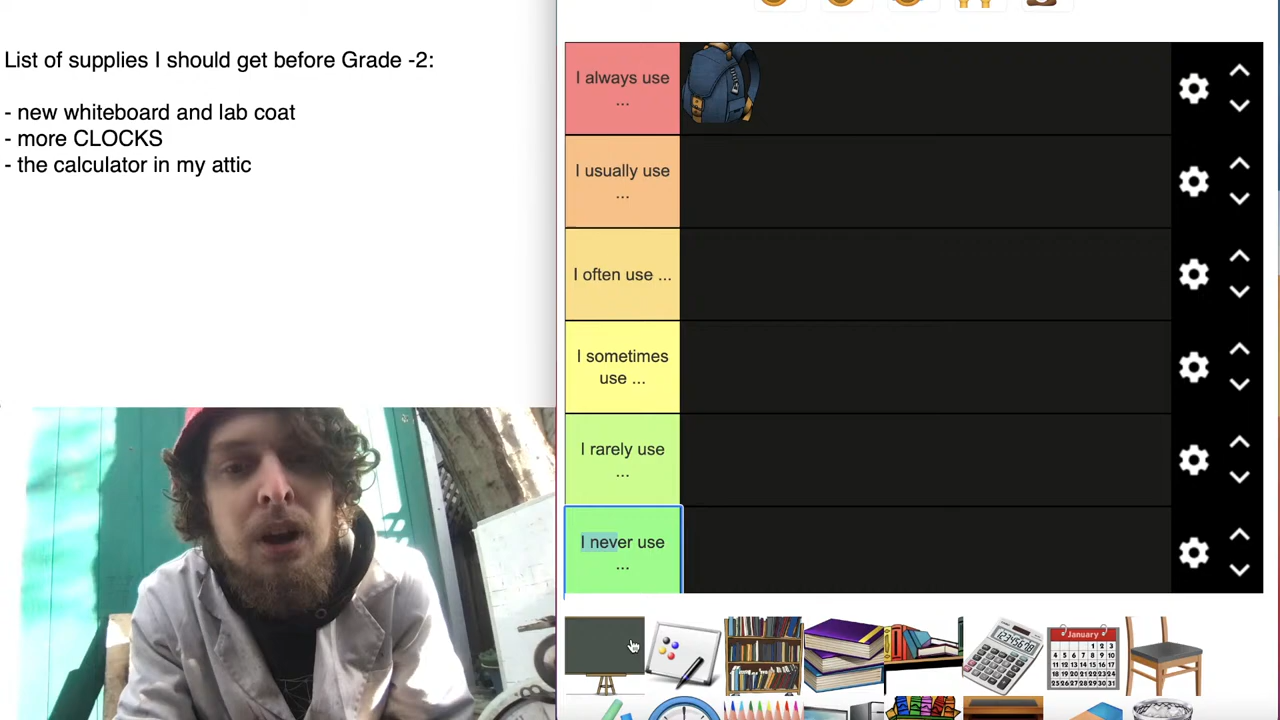 List of supplies I should get before Grade -2:
- new whiteboard and lab coat
- more CLOCKS
- the calculator in my attic
I always use
...
I usually use
...
I often use ...
I sometimes
use ...
I rarely use
...
I never use
...
January